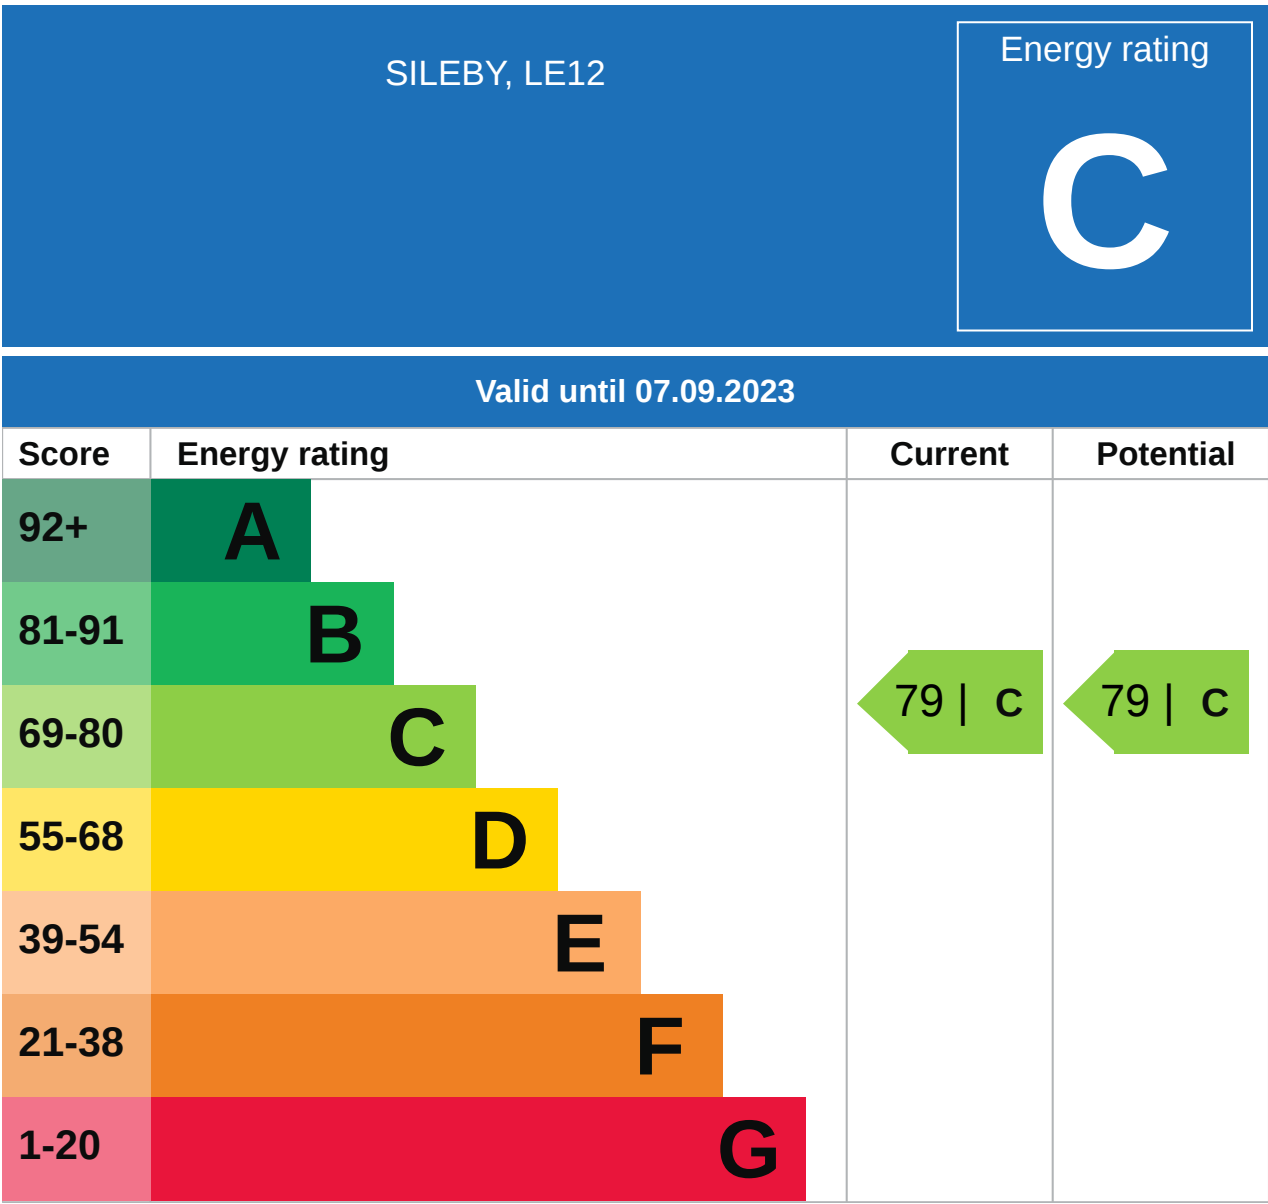 SILEBY, LE12
Energy rating
C
Valid until 07.09.2023
Score Energy rating Current Potential
92+ A
81-91 B
69-80 C 79 | C 79 | C
55-68 D
39-54 E
21-38 F
1-20 G